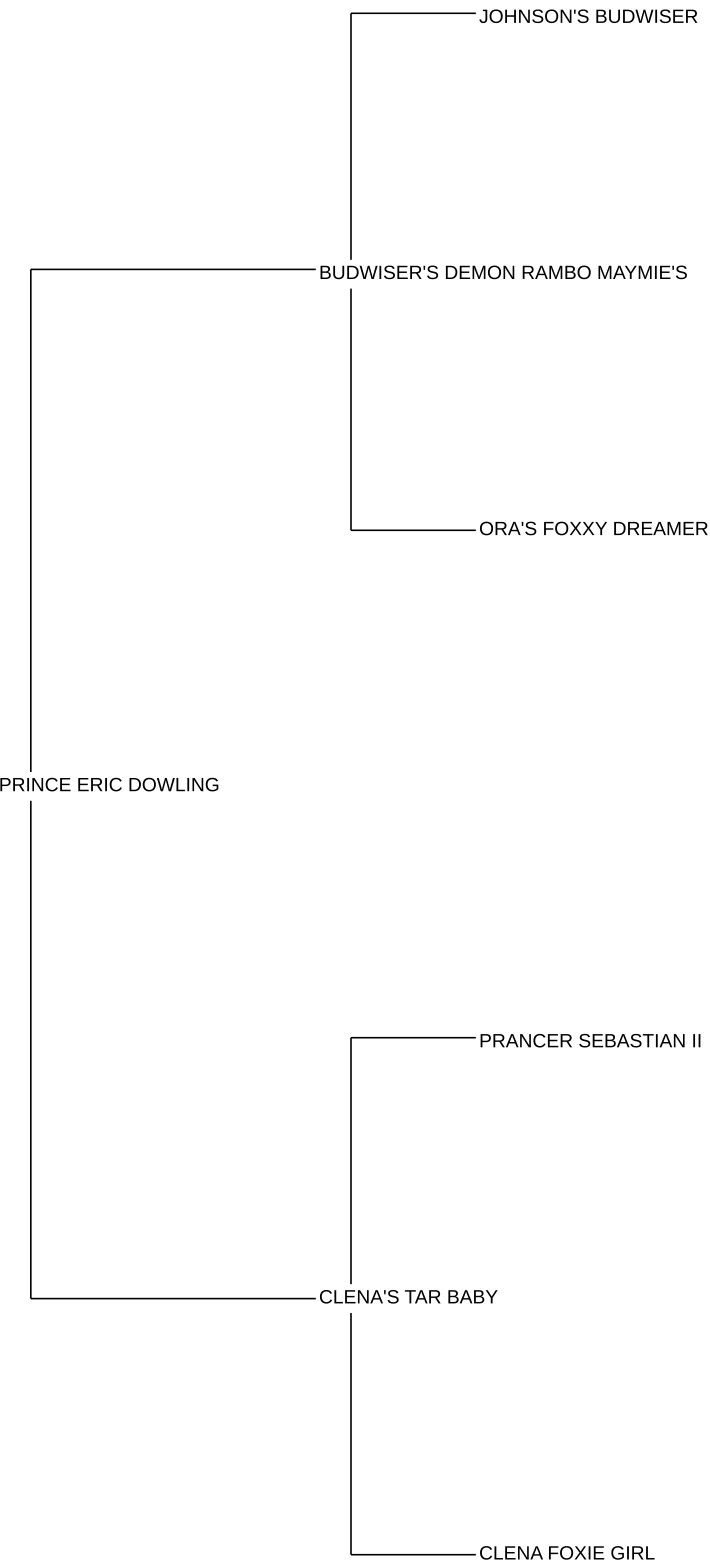 JOHNSON'S BUDWISER
BUDWISER'S DEMON RAMBO MAYMIE'S
ORA'S FOXXY DREAMER
PRINCE ERIC DOWLING
PRANCER SEBASTIAN II
CLENA'S TAR BABY
CLENA FOXIE GIRL